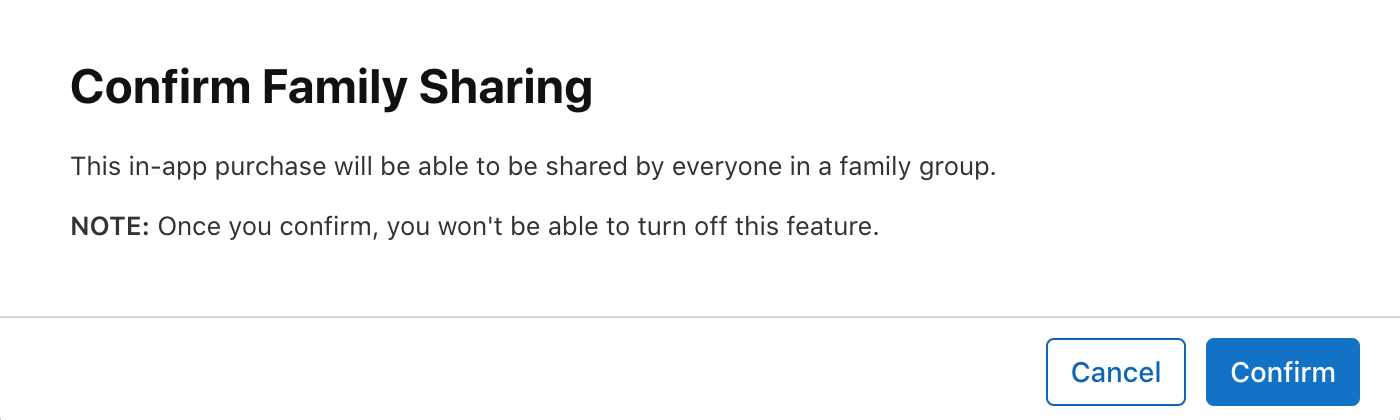 Confirm Family Sharing
This in-app purchase will be able to be shared by everyone in a family group.
NOTE: Once you confirm, you won't be able to turn off this feature.
Cancel
Confirm